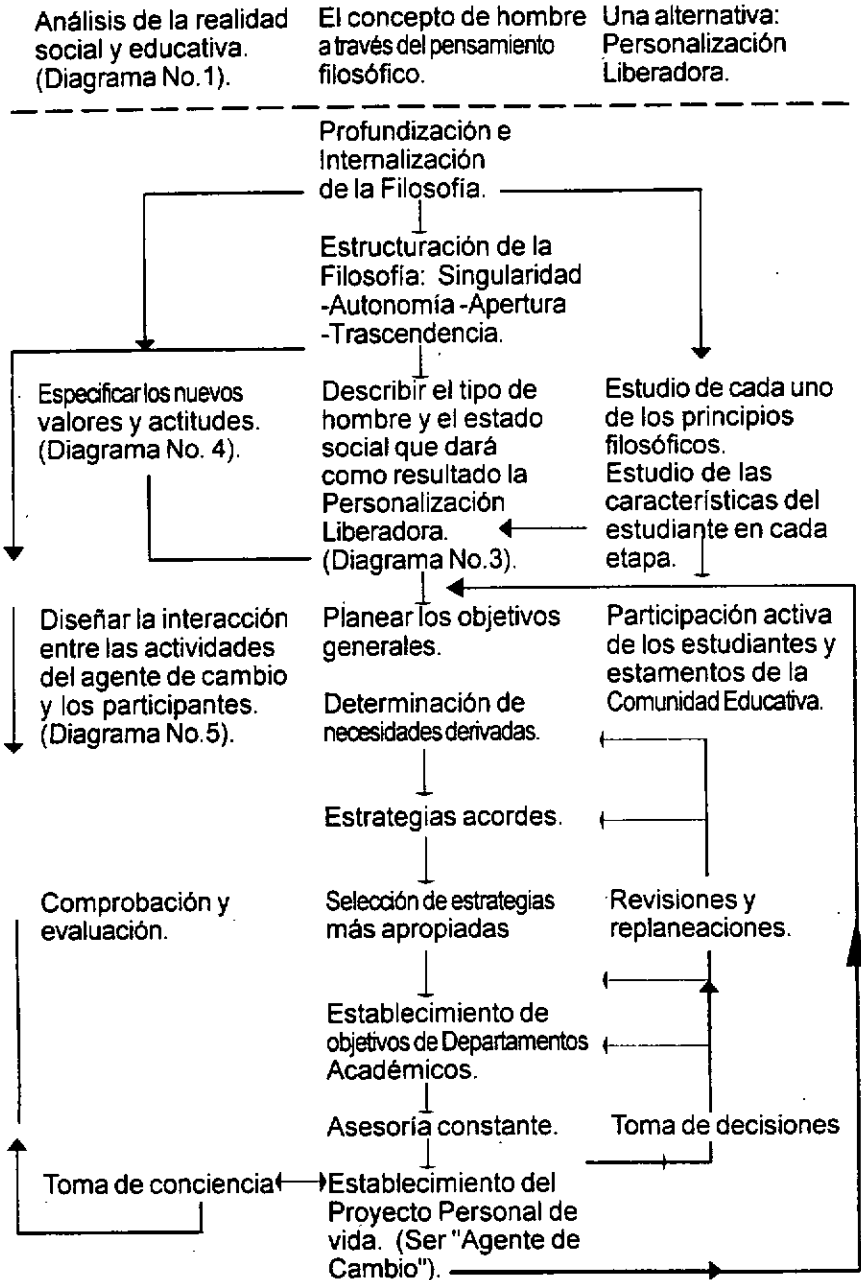 Análisis de la realidad
social y educativa.
(Diagrama No.1).
El concepto de hombre
a través del pensamiento
filosófico.
Una alternativa:
Personalización
Liberadora.
Profundización e
Internalización
de la Filosofía.
Estructuración de la
Filosofía: Singularidad
-Autonomía -Apertura
-Trascendencia.
Especificar los nuevos
valores y actitudes.
(Diagrama No. 4).
Describir el tipo de
hombre y el estado
social que dará
como resultado la
Personalización
Liberadora.
(Diagrama No.3).
Estudio de cada uno
de los principios
filosóficos.
Estudio de las
características del
estudiante en cada
etapa.
Diseñar la interacción
entre las actividades
del agente de cambio
y los participantes.
(Diagrama No.5).
Planear los objetivos
generales.
Participación activa
de los estudiantes y
estamentos de la
Comunidad Educativa.
Determinación de
necesidades derivadas.
Estrategias acordes.
Comprobación y
evaluación.
Selección de estrategias
más apropiadas
Revisiones y
replaneaciones.
Establecimiento de
objetivos de Departamentos
Académicos.
Asesoría constante.
Toma de decisiones
Toma de conciencia
Establecimiento del
Proyecto Personal de
vida. (Ser "Agente de
Cambio").